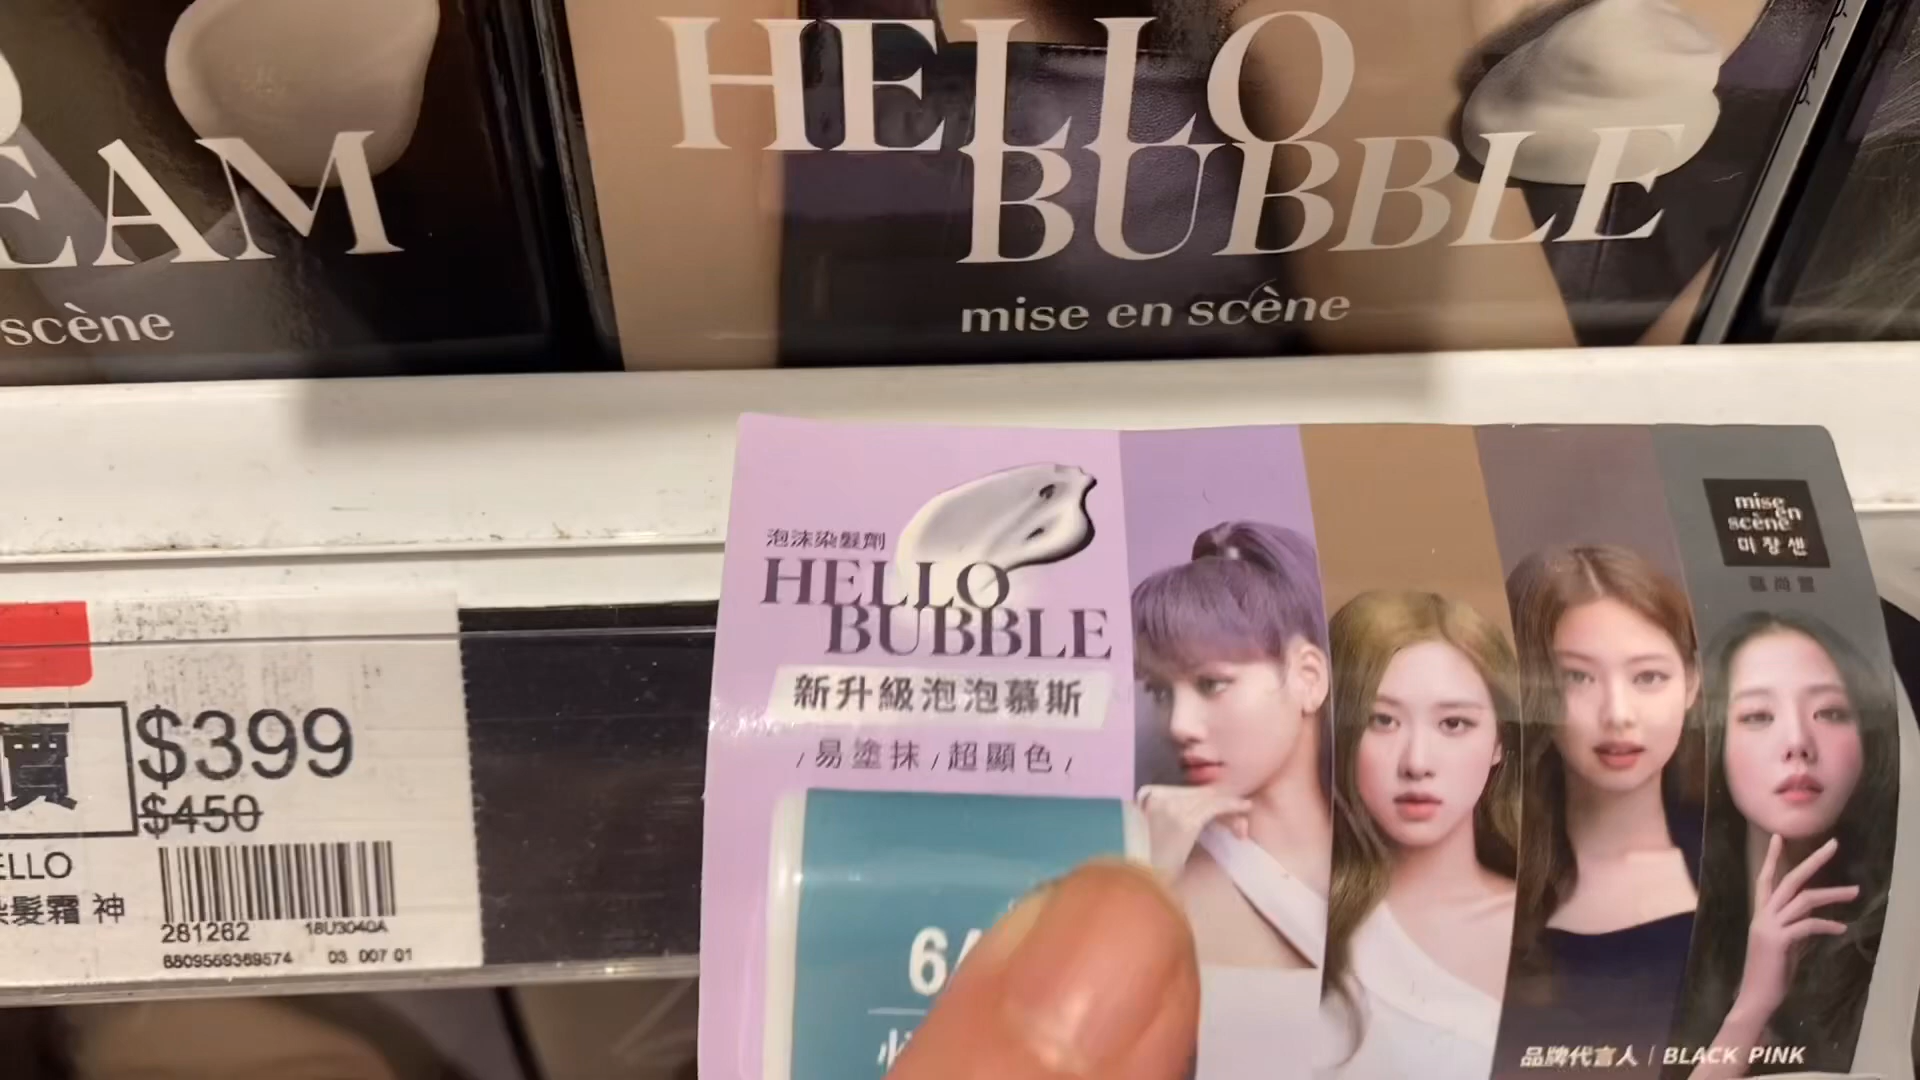 EAM
scène
HELLO
BUBBLE
mise en scène
泡沫染髮劑
HELLO
BUBBLE
新升級泡泡慕斯
/易塗抹/超顯色/
mise
en
scène
미장센
品牌代言人 | BLACK PINK
價
$399
$450
ELLO
染髮霜 神
281262 18U3040A
8809569369574 03 007 01